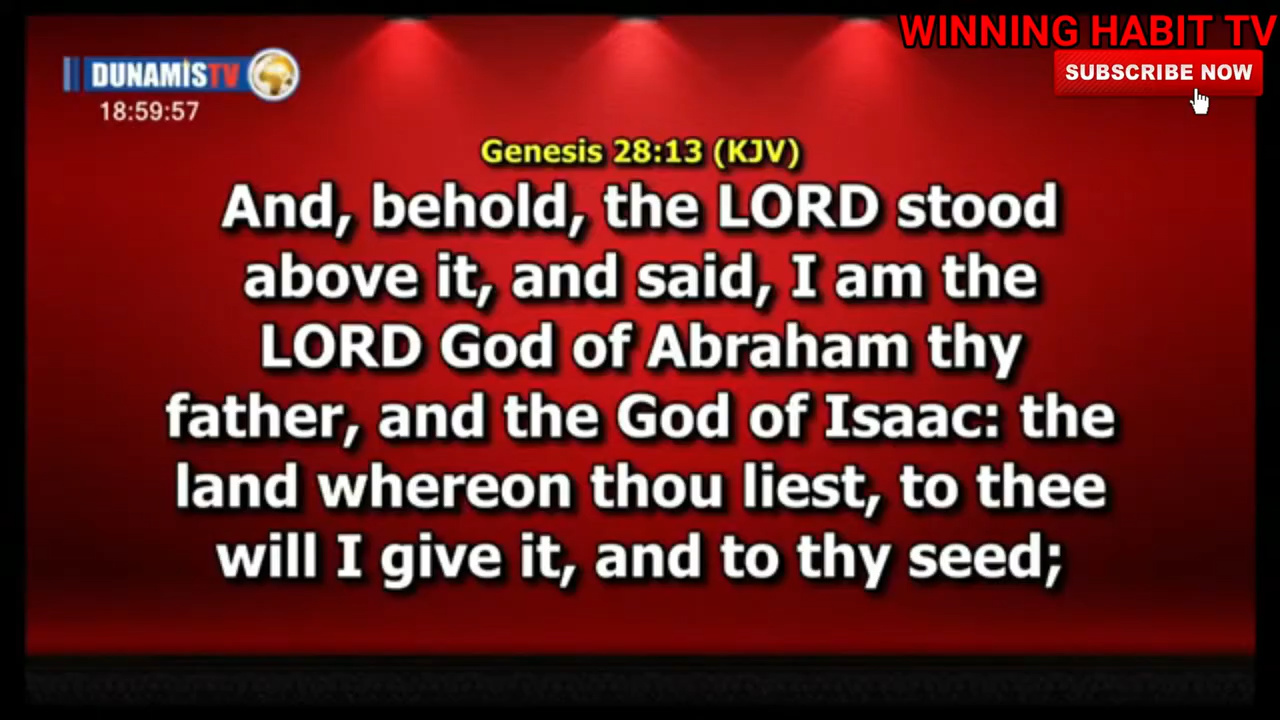 WINNING HABIT TV
DUNAMIS TV
SUBSCRIBE NOW
18:59:57
Genesis 28:13 (KJV)
And, behold, the LORD stood
above it, and said, I am the
LORD God of Abraham thy
father, and the God of Isaac: the
land whereon thou liest, to thee
will I give it, and to thy seed;